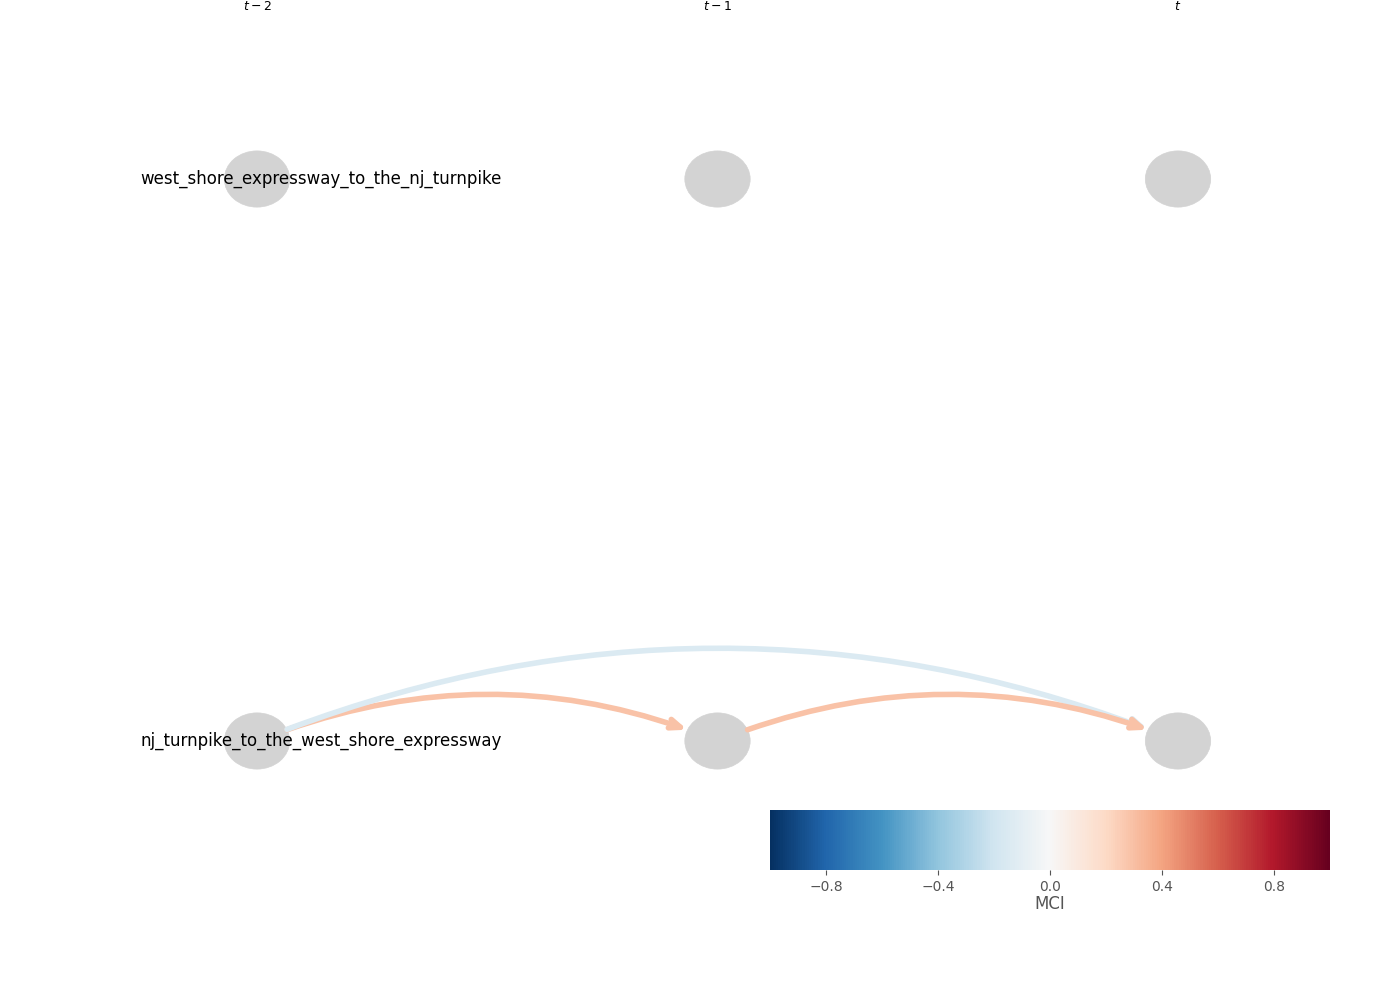 t − 2 t − 1 t
west_shore_expressway_to_the_nj_turnpike
nj_turnpike_to_the_west_shore_expressway
−0.8 −0.4 0.0 0.4 0.8
MCI